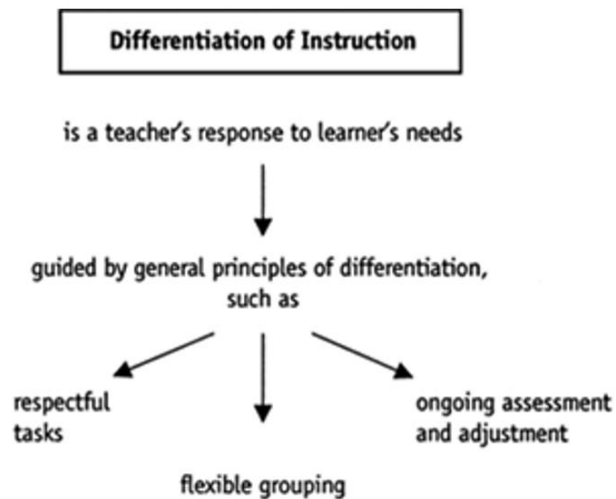 Differentiation of Instruction
is a teacher's response to learner's needs
guided by general principles of differentiation,
such as
respectful
tasks
flexible grouping
ongoing assessment
and adjustment